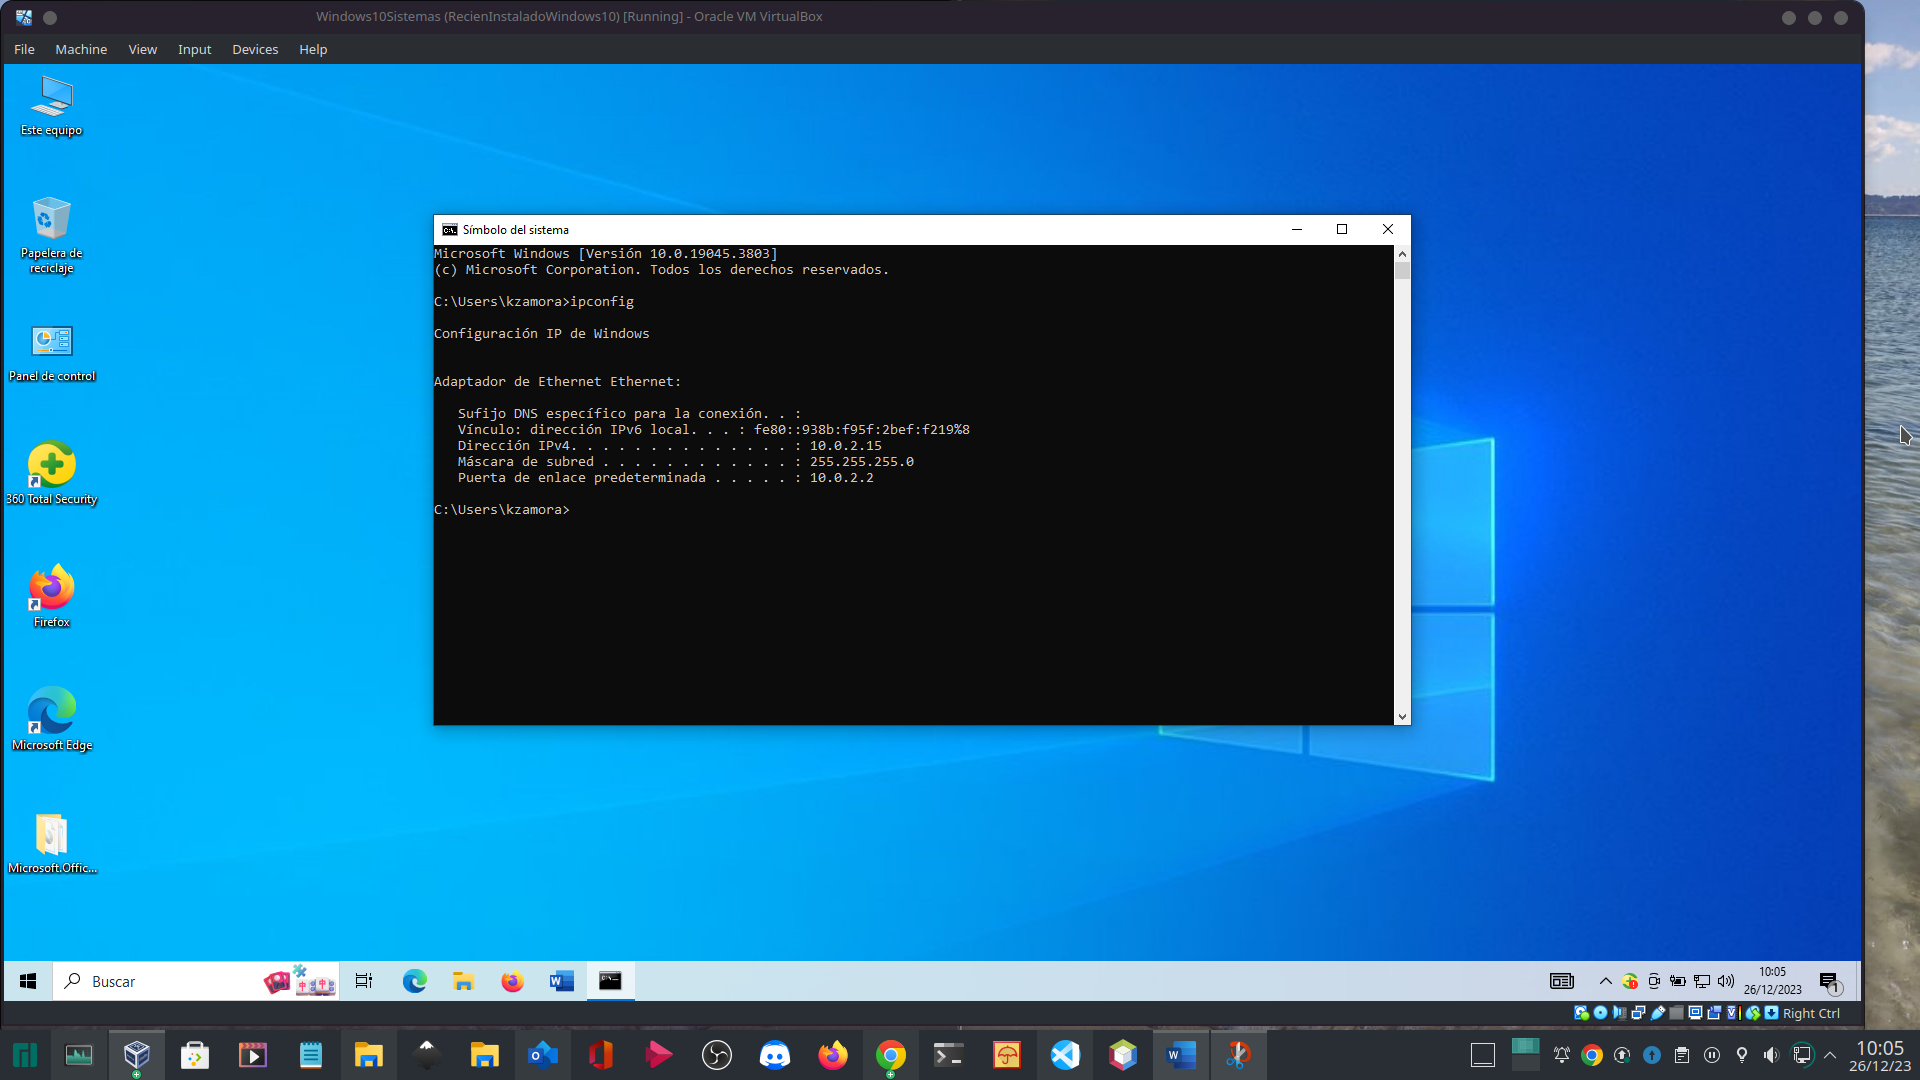 Windows10Sistemas (RecienInstaladoWindows10) [Running] - Oracle VM VirtualBox
File Machine View Input Devices Help
Este equipo
Papelera de
reciclaje
Panel de control
360 Total Security
Firefox
Microsoft Edge
Microsoft.Offic...
Símbolo del sistema
Microsoft Windows [Versión 10.0.19045.3803]
(c) Microsoft Corporation. Todos los derechos reservados.
C:\Users\kzamora>ipconfig
Configuración IP de Windows
Adaptador de Ethernet Ethernet:
Sufijo DNS específico para la conexión. . :
Vínculo: dirección IPv6 local. . . : fe80::938b:f95f:2bef:f219%8
Dirección IPv4. . . . . . . . . . . . . . : 10.0.2.15
Máscara de subred . . . . . . . . . . . . : 255.255.255.0
Puerta de enlace predeterminada . . . . . : 10.0.2.2
C:\Users\kzamora>
Buscar
10:05
26/12/2023
1
Right Ctrl
10:05
26/12/23